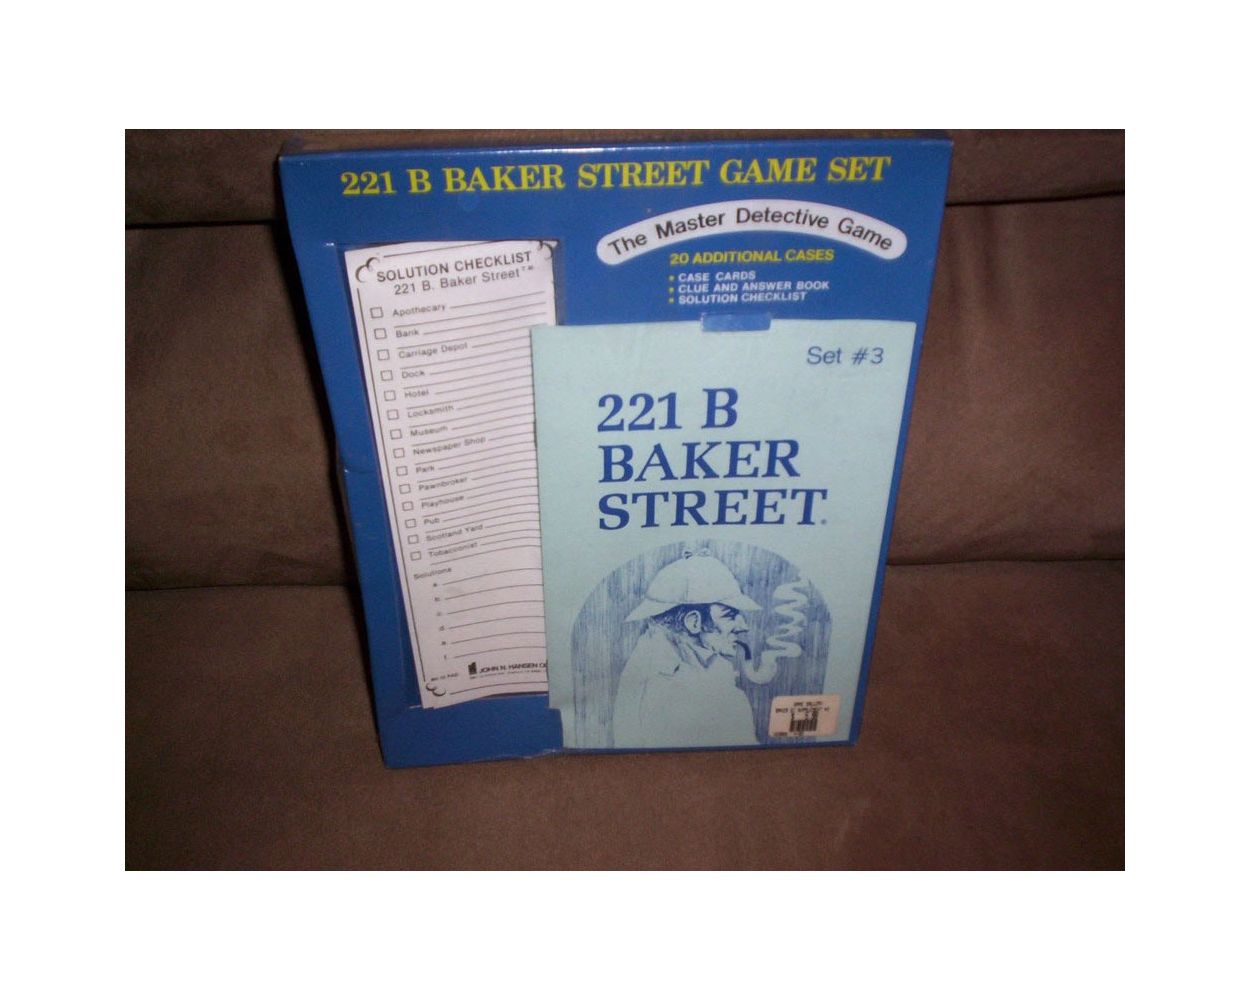 221 B BAKER STREET GAME SET
The Master Detective Game
20 ADDITIONAL CASES
• CASE CARDS
• CLUE AND ANSWER BOOK
• SOLUTION CHECKLIST
SOLUTION CHECKLIST
221 B. Baker Street™
Apothecary
Bank
Carriage Depot
Dock
Hotel
Locksmith
Museum
Newspaper Shop
Park
Pawnbroker
Playhouse
Pub
Scotland Yard
Tobacconist
Solutions
a.
b.
c.
d.
e.
f.
JOHN N. HANSEN
Set #3
221 B
BAKER
STREET®